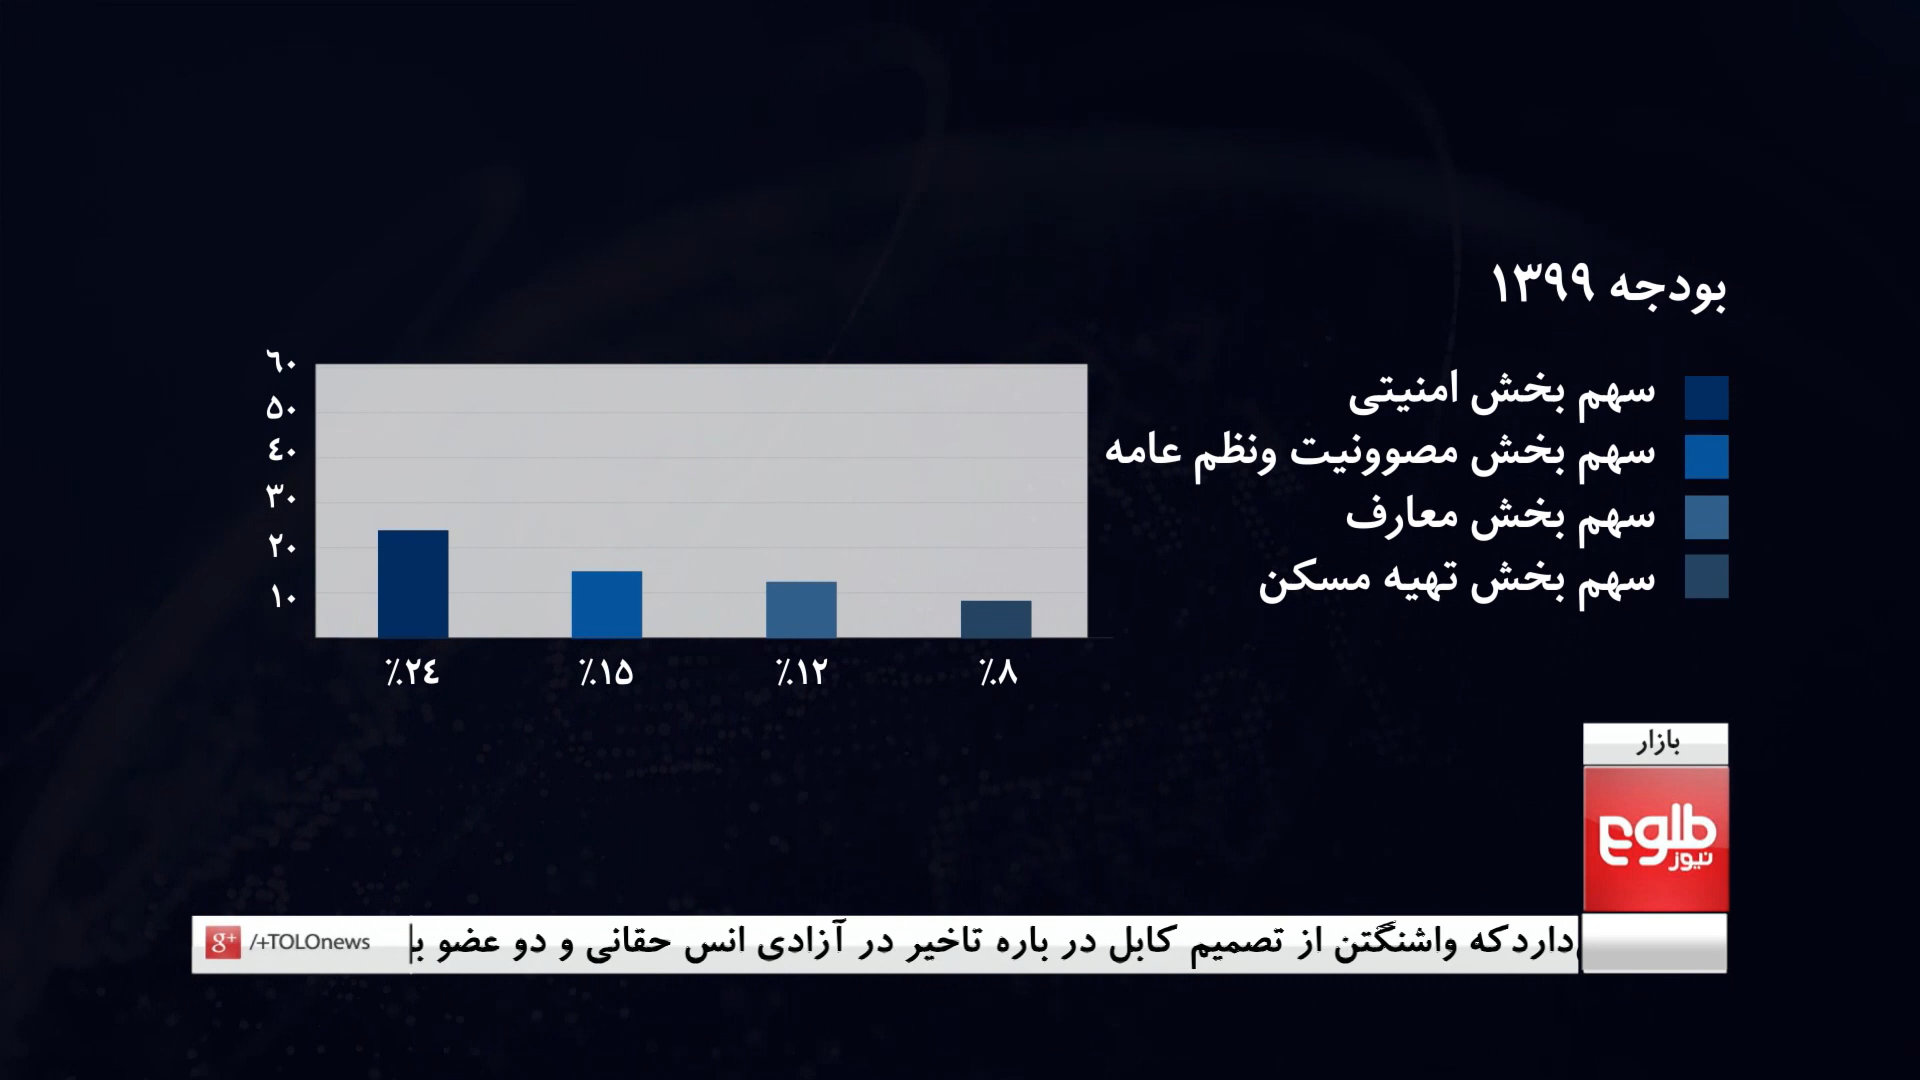 بودجه ۱۳۹۹
سهم بخش امنیتی
سهم بخش مصوونیت ونظم عامه
سهم بخش معارف
سهم بخش تهیه مسکن
٦٠
۵٠
٤٠
٣٠
٢٠
١٠
٪٢٤
٪١۵
٪١٢
٪٨
بازار
طلوع
نیوز
داردکه واشنگتن از تصمیم کابل در باره تاخیر در آزادی انس حقانی و دو عضو
g+ /+TOLOnews